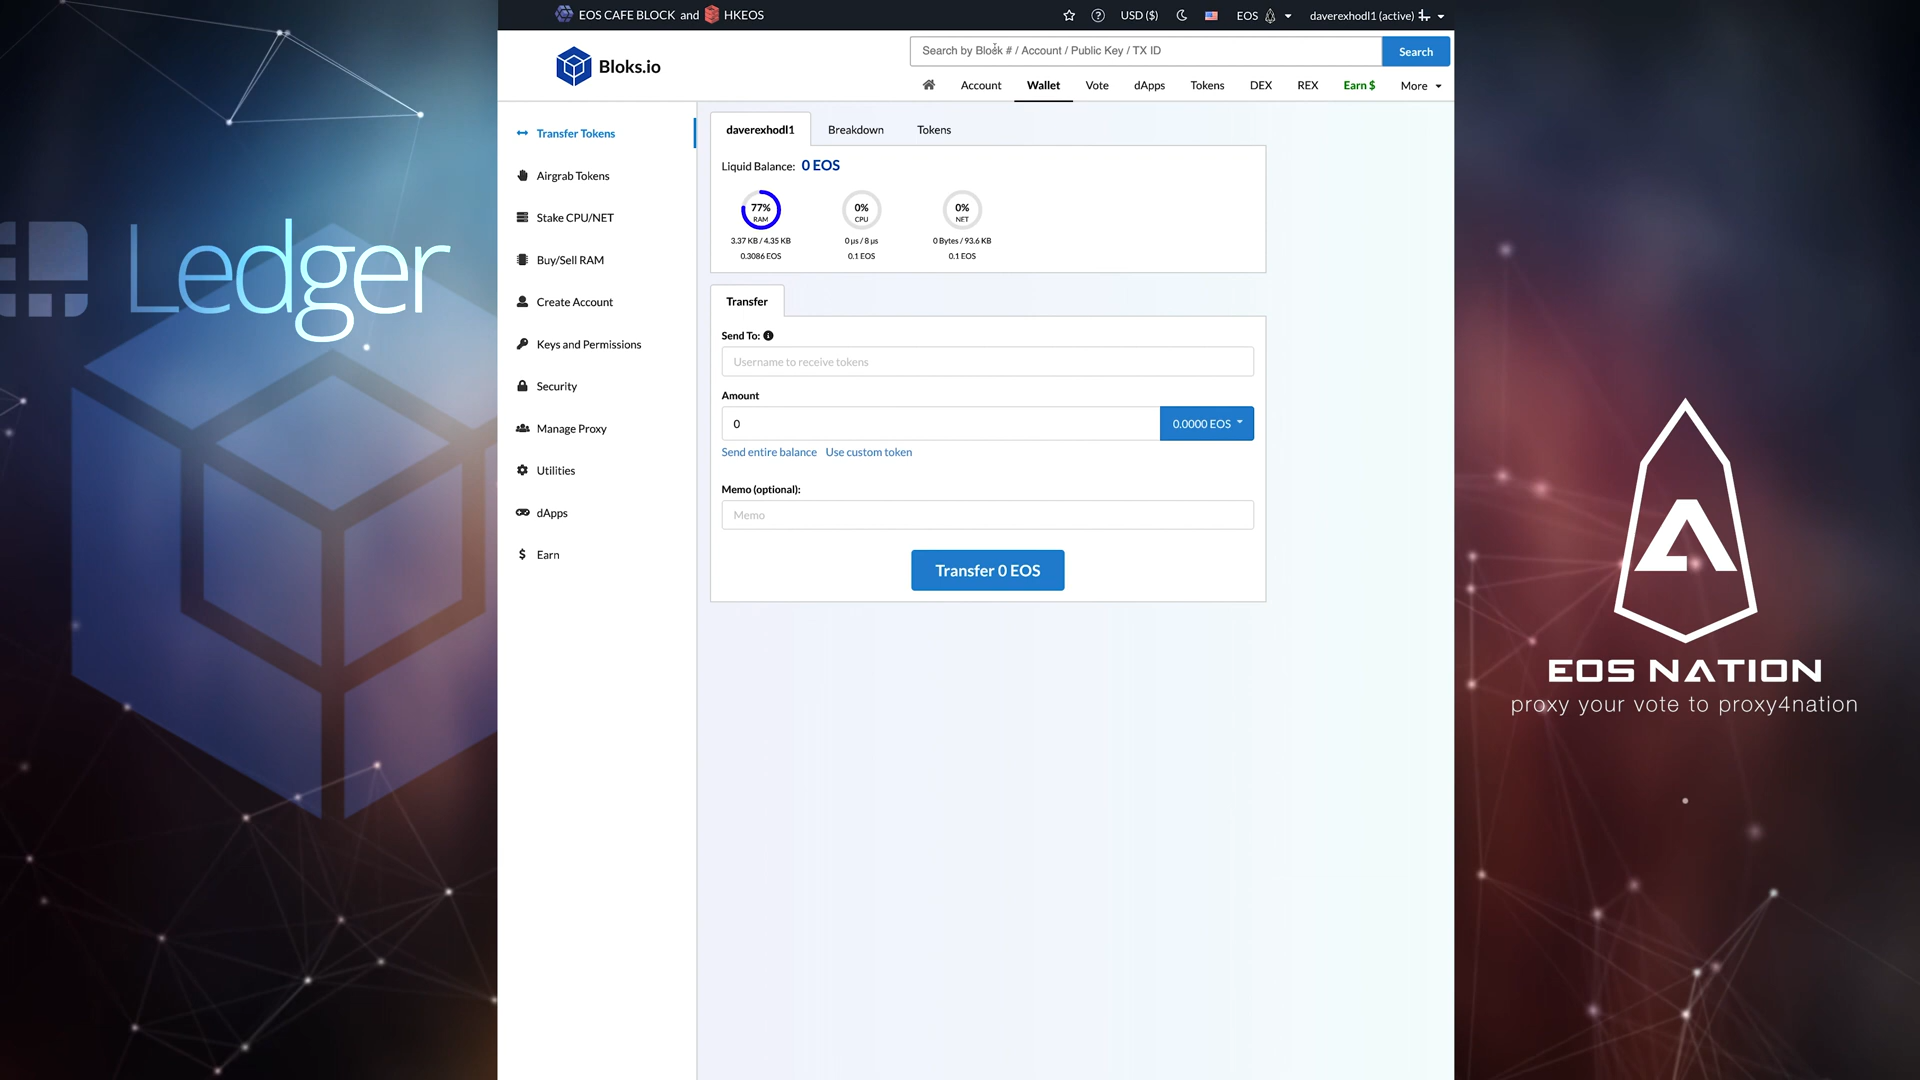 EOS CAFE BLOCK and HKEOS
USD ($)
EOS
daverexhodl1 (active)
Bloks.io
Search by Block # / Account / Public Key / TX ID
Search
Account
Wallet
Vote
dApps
Tokens
DEX
REX
Earn $
More
Transfer Tokens
Airgrab Tokens
Stake CPU/NET
Buy/Sell RAM
Create Account
Keys and Permissions
Security
Manage Proxy
Utilities
dApps
Earn
daverexhodl1
Breakdown
Tokens
Liquid Balance: 0 EOS
77%
RAM
3.37 KB / 4.35 KB
0.3086 EOS
0%
CPU
0 µs / 8 µs
0.1 EOS
0%
NET
0 Bytes / 93.6 KB
0.1 EOS
Transfer
Send To:
Username to receive tokens
Amount
0
0.0000 EOS
Send entire balance
Use custom token
Memo (optional):
Memo
Transfer 0 EOS
Ledger
EOS NATION
proxy your vote to proxy4nation